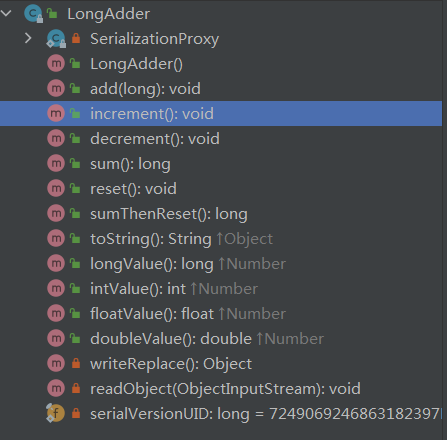 LongAdder
SerializationProxy
LongAdder()
add(long): void
increment(): void
decrement(): void
sum(): long
reset(): void
sumThenReset(): long
toString(): String ↑Object
longValue(): long ↑Number
intValue(): int ↑Number
floatValue(): float ↑Number
doubleValue(): double ↑Number
writeReplace(): Object
readObject(ObjectInputStream): void
serialVersionUID: long = 7249069246863182397